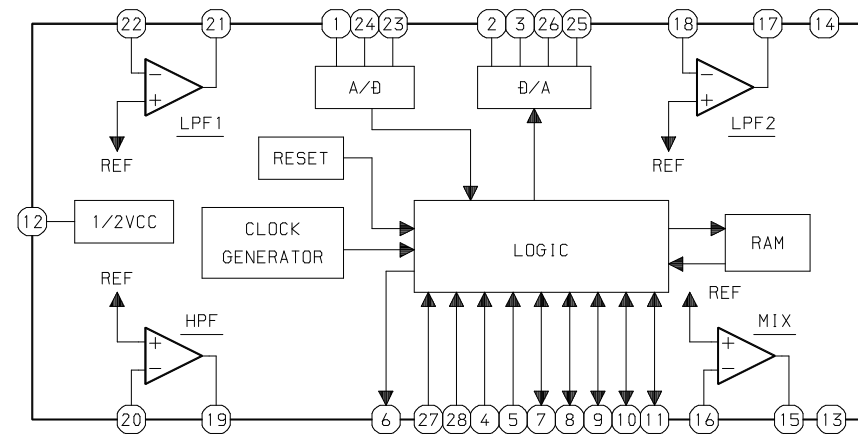 22 21 1 24 23 2 3 26 25 18 17 14
− + LPF1 REF
A/D
D/A
− + LPF2 REF
RESET
12 1/2VCC
CLOCK
GENERATOR
LOGIC
RAM
REF
HPF
+ −
REF
MIX
+ −
20 19 6 27 28 4 5 7 8 9 10 11 16 15 13